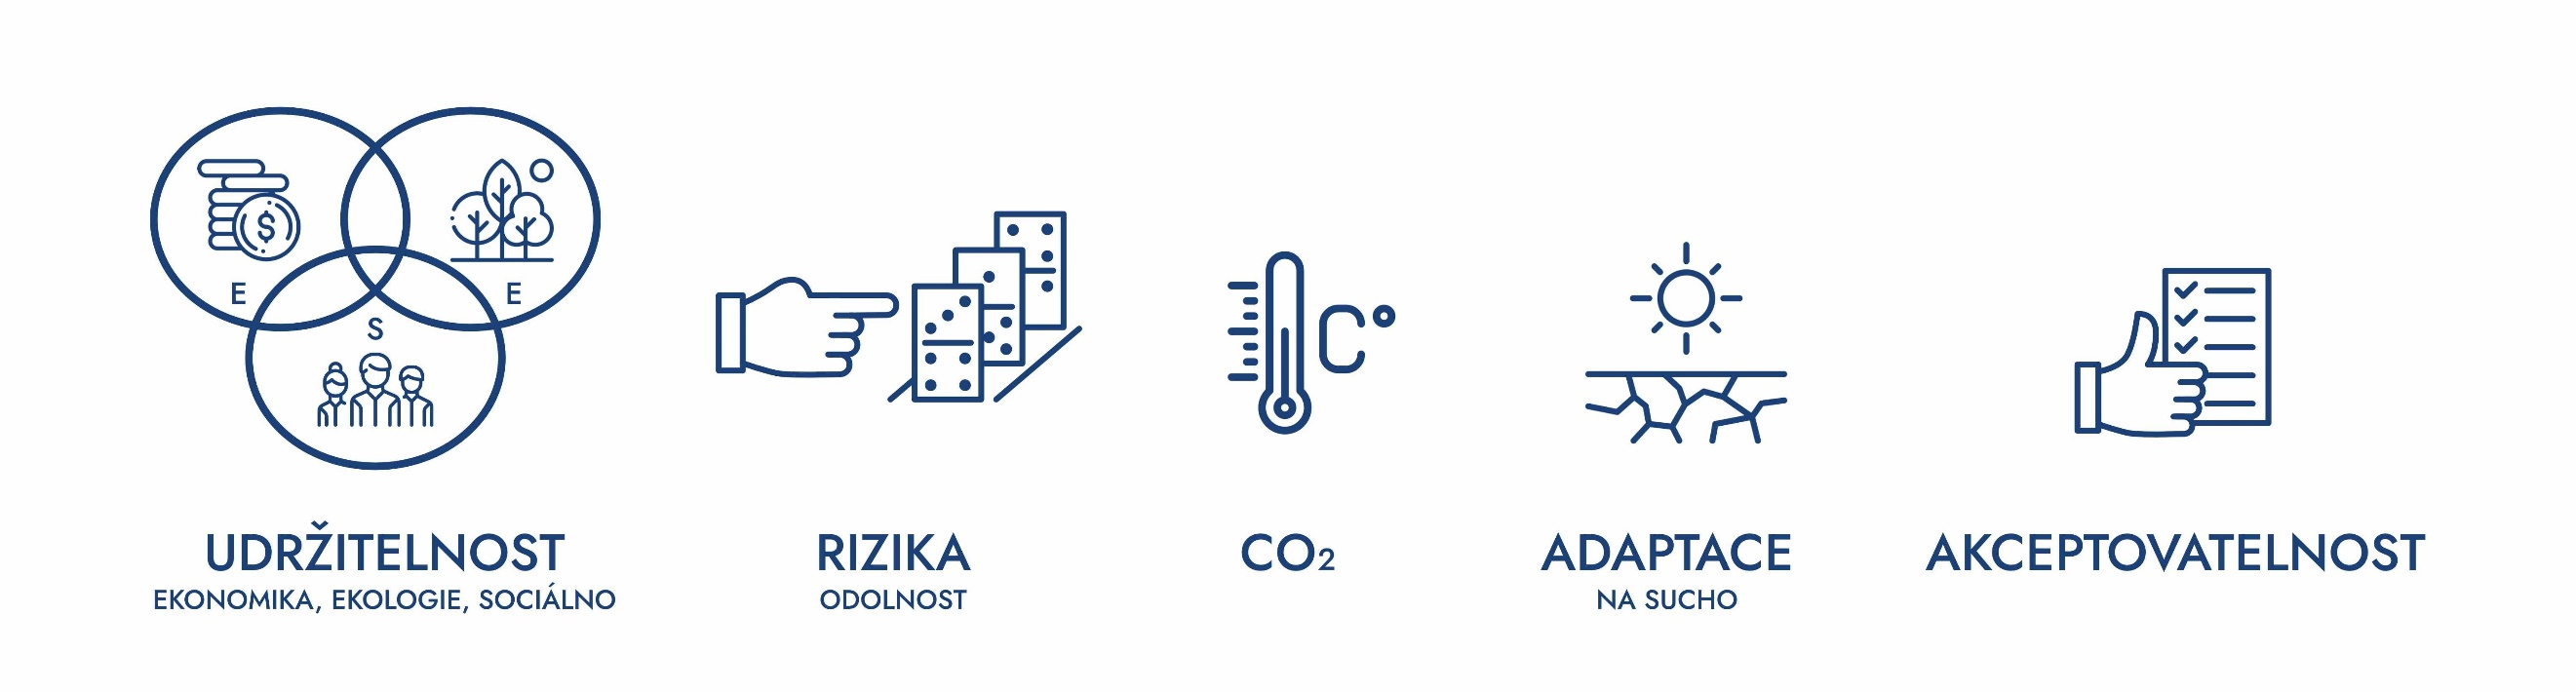 $
E
E
S
C°
UDRŽITELNOST
EKONOMIKA, EKOLOGIE, SOCIÁLNO
RIZIKA
ODOLNOST
CO₂
ADAPTACE
NA SUCHO
AKCEPTOVATELNOST